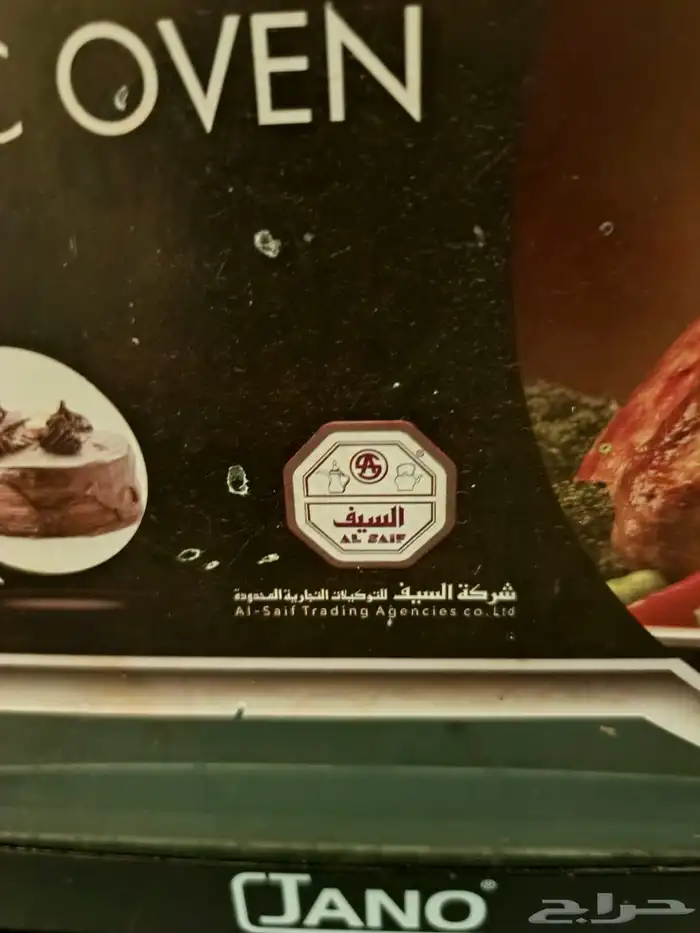 C OVEN
السيف
AL SAIF
شركة السيف للتوكيلات التجارية المحدودة
Al-Saif Trading Agencies co.Ltd
JANO®
حراج